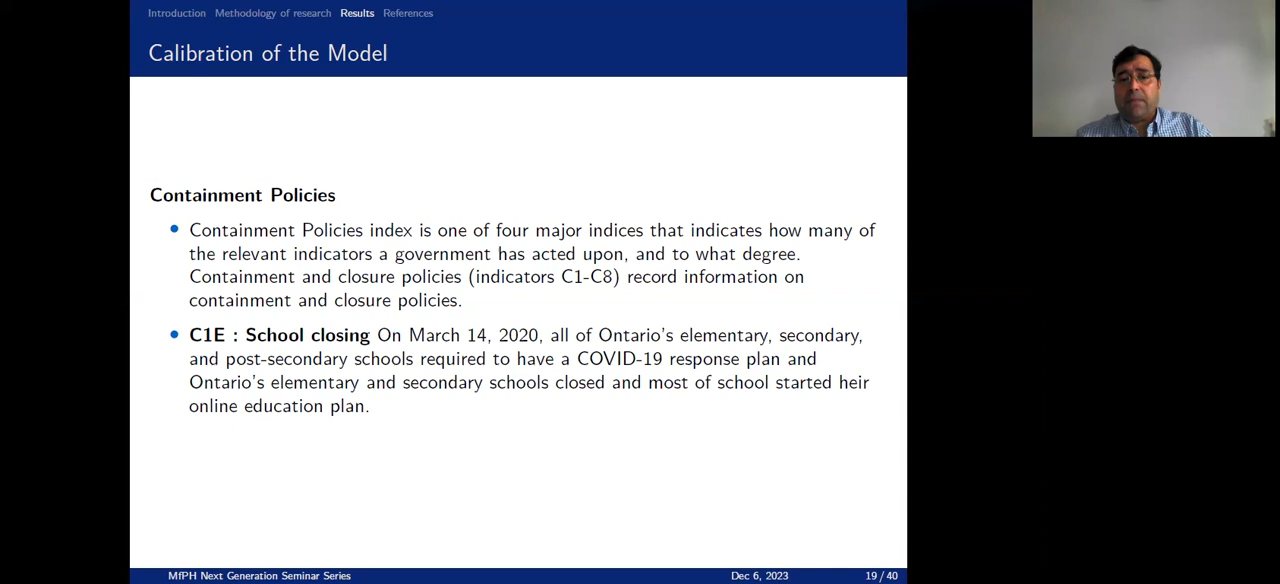 Introduction Methodology of research Results References
Calibration of the Model
Containment Policies
Containment Policies index is one of four major indices that indicates how many of
the relevant indicators a government has acted upon, and to what degree.
Containment and closure policies (indicators C1-C8) record information on
containment and closure policies.
C1E : School closing On March 14, 2020, all of Ontario's elementary, secondary,
and post-secondary schools required to have a COVID-19 response plan and
Ontario's elementary and secondary schools closed and most of school started heir
online education plan.
MfPH Next Generation Seminar Series Dec 6, 2023 19 / 40